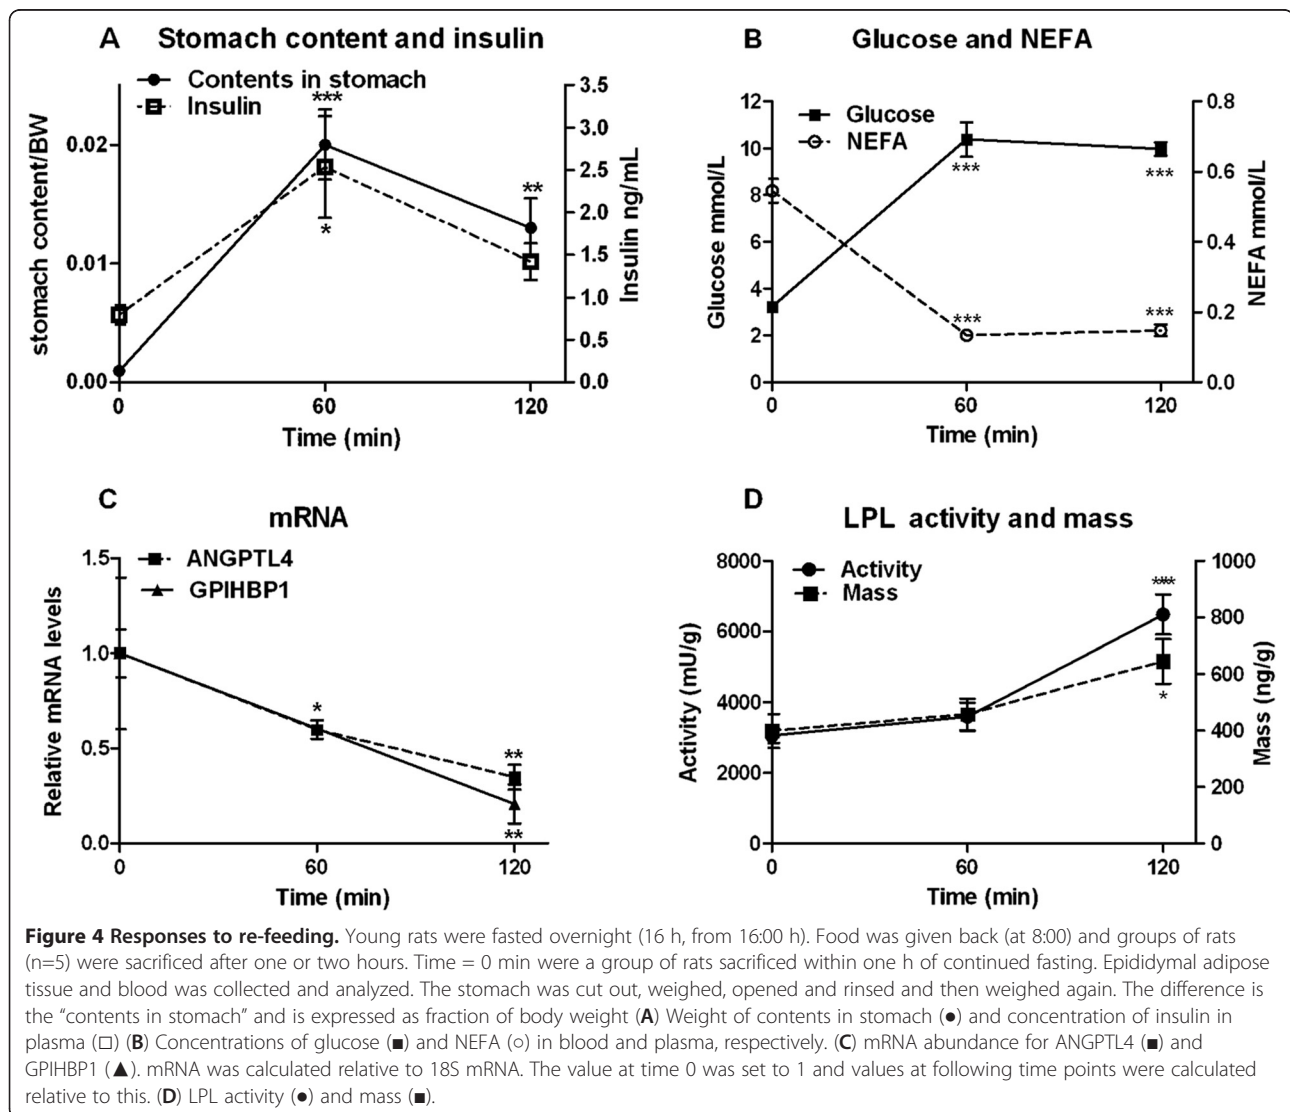 A Stomach content and insulin
Contents in stomach
Insulin
***
*
**
stomach content/BW
0.02
0.01
0.00
Insulin ng/mL
3.5
3.0
2.5
2.0
1.5
1.0
0.5
0.0
0 60 120
Time (min)
B Glucose and NEFA
Glucose
NEFA
***
***
***
***
Glucose mmol/L
12
10
8
6
4
2
0
NEFA mmol/L
0.8
0.6
0.4
0.2
0.0
0 60 120
Time (min)
C mRNA
ANGPTL4
GPIHBP1
*
**
**
Relative mRNA levels
1.5
1.0
0.5
0.0
0 60 120
Time (min)
D LPL activity and mass
Activity
Mass
*
Activity (mU/g)
8000
6000
4000
2000
0
Mass (ng/g)
1000
800
600
400
200
0
0 60 120
Time (min)
Figure 4 Responses to re-feeding. Young rats were fasted overnight (16 h, from 16:00 h). Food was given back (at 8:00) and groups of rats
(n=5) were sacrificed after one or two hours. Time = 0 min were a group of rats sacrificed within one h of continued fasting. Epididymal adipose
tissue and blood was collected and analyzed. The stomach was cut out, weighed, opened and rinsed and then weighed again. The difference is
the “contents in stomach” and is expressed as fraction of body weight (A) Weight of contents in stomach (●) and concentration of insulin in
plasma (□) (B) Concentrations of glucose (■) and NEFA (○) in blood and plasma, respectively. (C) mRNA abundance for ANGPTL4 (■) and
GPIHBP1 (▲). mRNA was calculated relative to 18S mRNA. The value at time 0 was set to 1 and values at following time points were calculated
relative to this. (D) LPL activity (●) and mass (■).